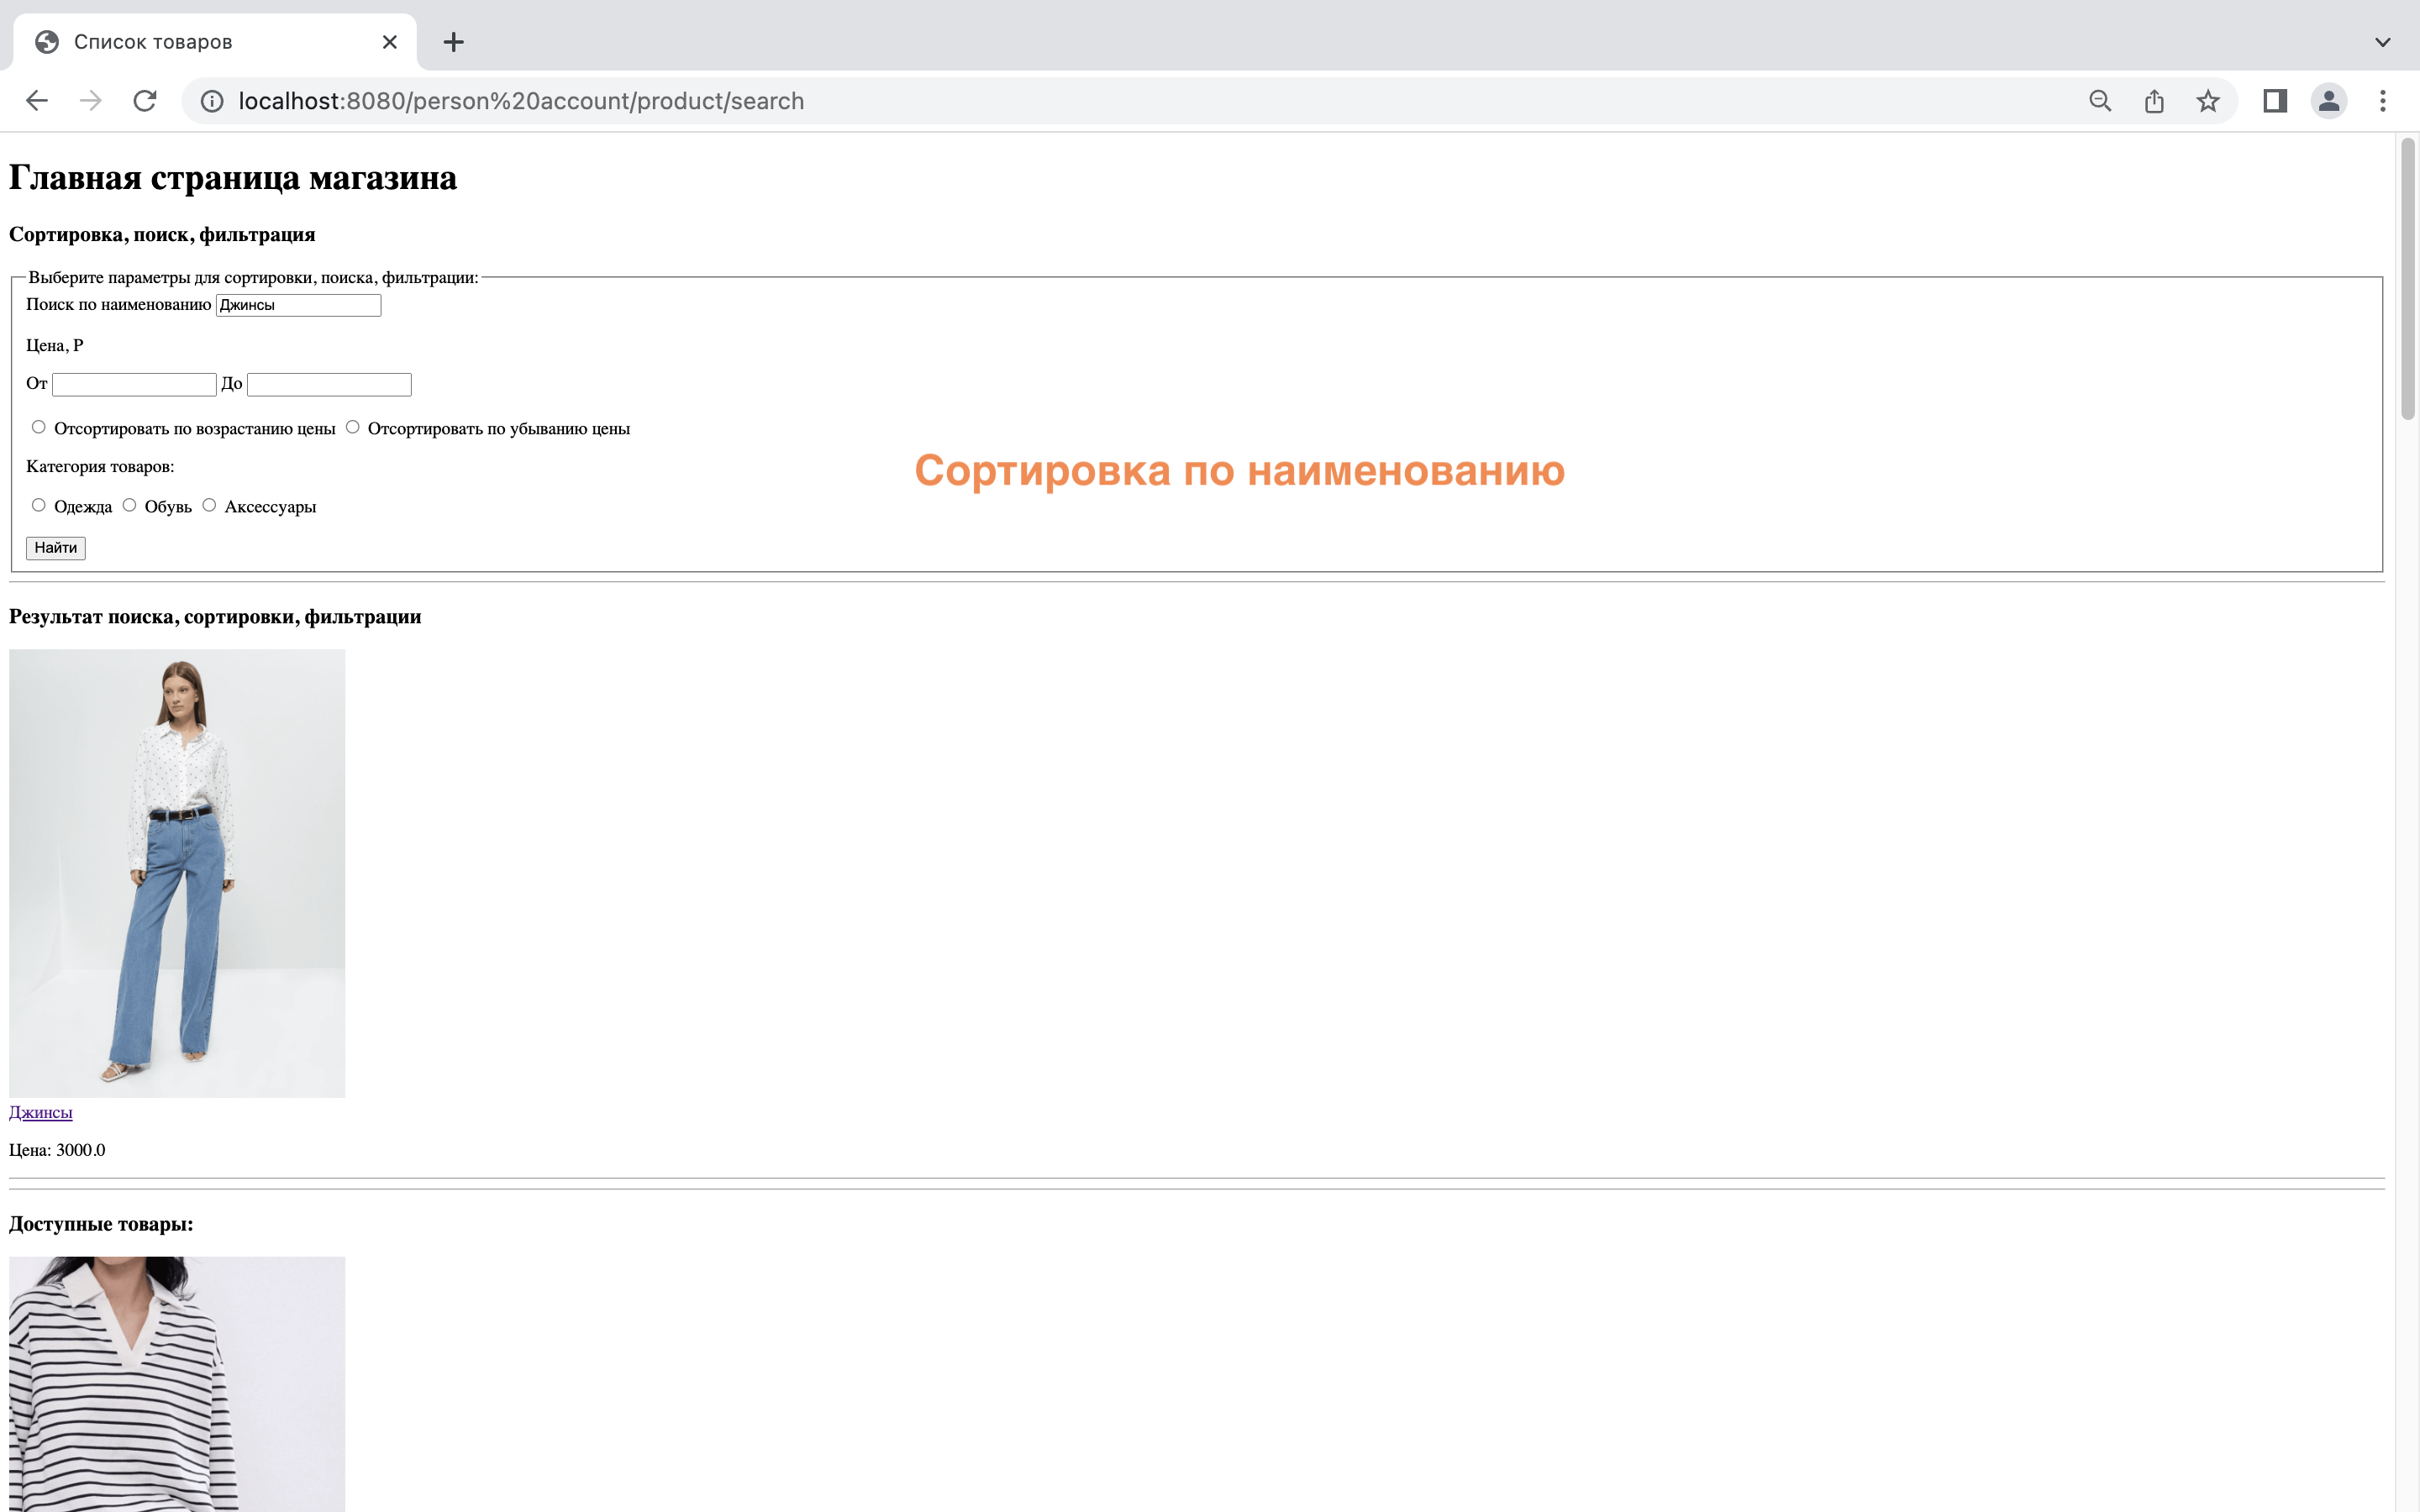 Список товаров
localhost:8080/person%20account/product/search
Главная страница магазина
Сортировка, поиск, фильтрация
Выберите параметры для сортировки, поиска, фильтрации:
Поиск по наименованию Джинсы
Цена, Р
От До
Отсортировать по возрастанию цены Отсортировать по убыванию цены
Сортировка по наименованию
Категория товаров:
Одежда Обувь Аксессуары
Найти
Результат поиска, сортировки, фильтрации
Джинсы
Цена: 3000.0
Доступные товары: